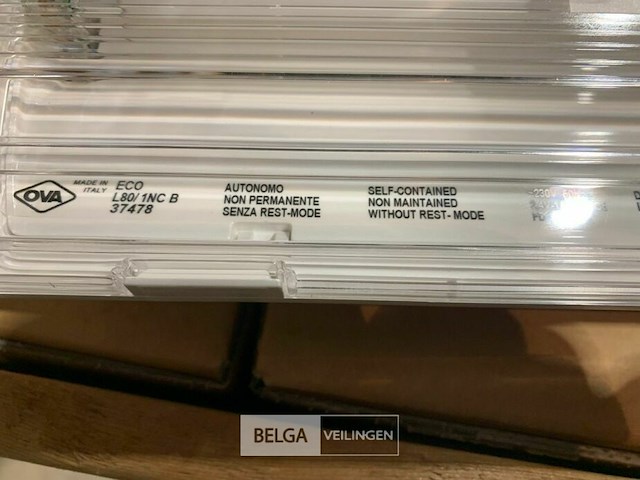 OVA
MADE IN
ITALY
ECO
L80/ 1NC B
37478
AUTONOMO
NON PERMANENTE
SENZA REST-MODE
SELF-CONTAINED
NON MAINTAINED
WITHOUT REST- MODE
BELGA VEILINGEN